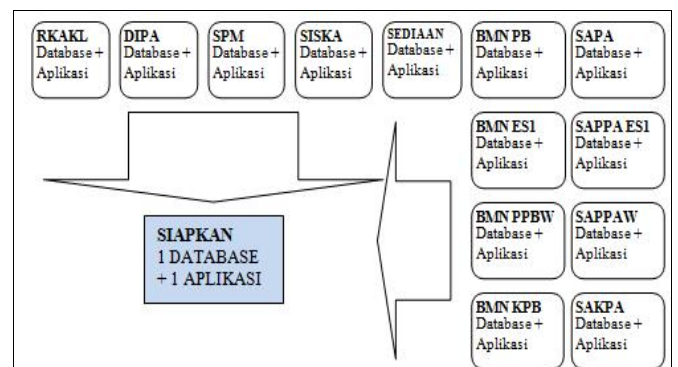 RKAKL
Database +
Aplikasi
DIPA
Database +
Aplikasi
SPM
Database +
Aplikasi
SISKA
Database +
Aplikasi
SEDIAAN
Database +
Aplikasi
BMN PB
Database +
Aplikasi
SAPA
Database +
Aplikasi
BMN ES1
Database +
Aplikasi
SAPPA ES1
Database +
Aplikasi
BMN PPBW
Database +
Aplikasi
SAPPAW
Database +
Aplikasi
SIAPKAN
1 DATABASE
+ 1 APLIKASI
BMN KPB
Database +
Aplikasi
SAKPA
Database +
Aplikasi